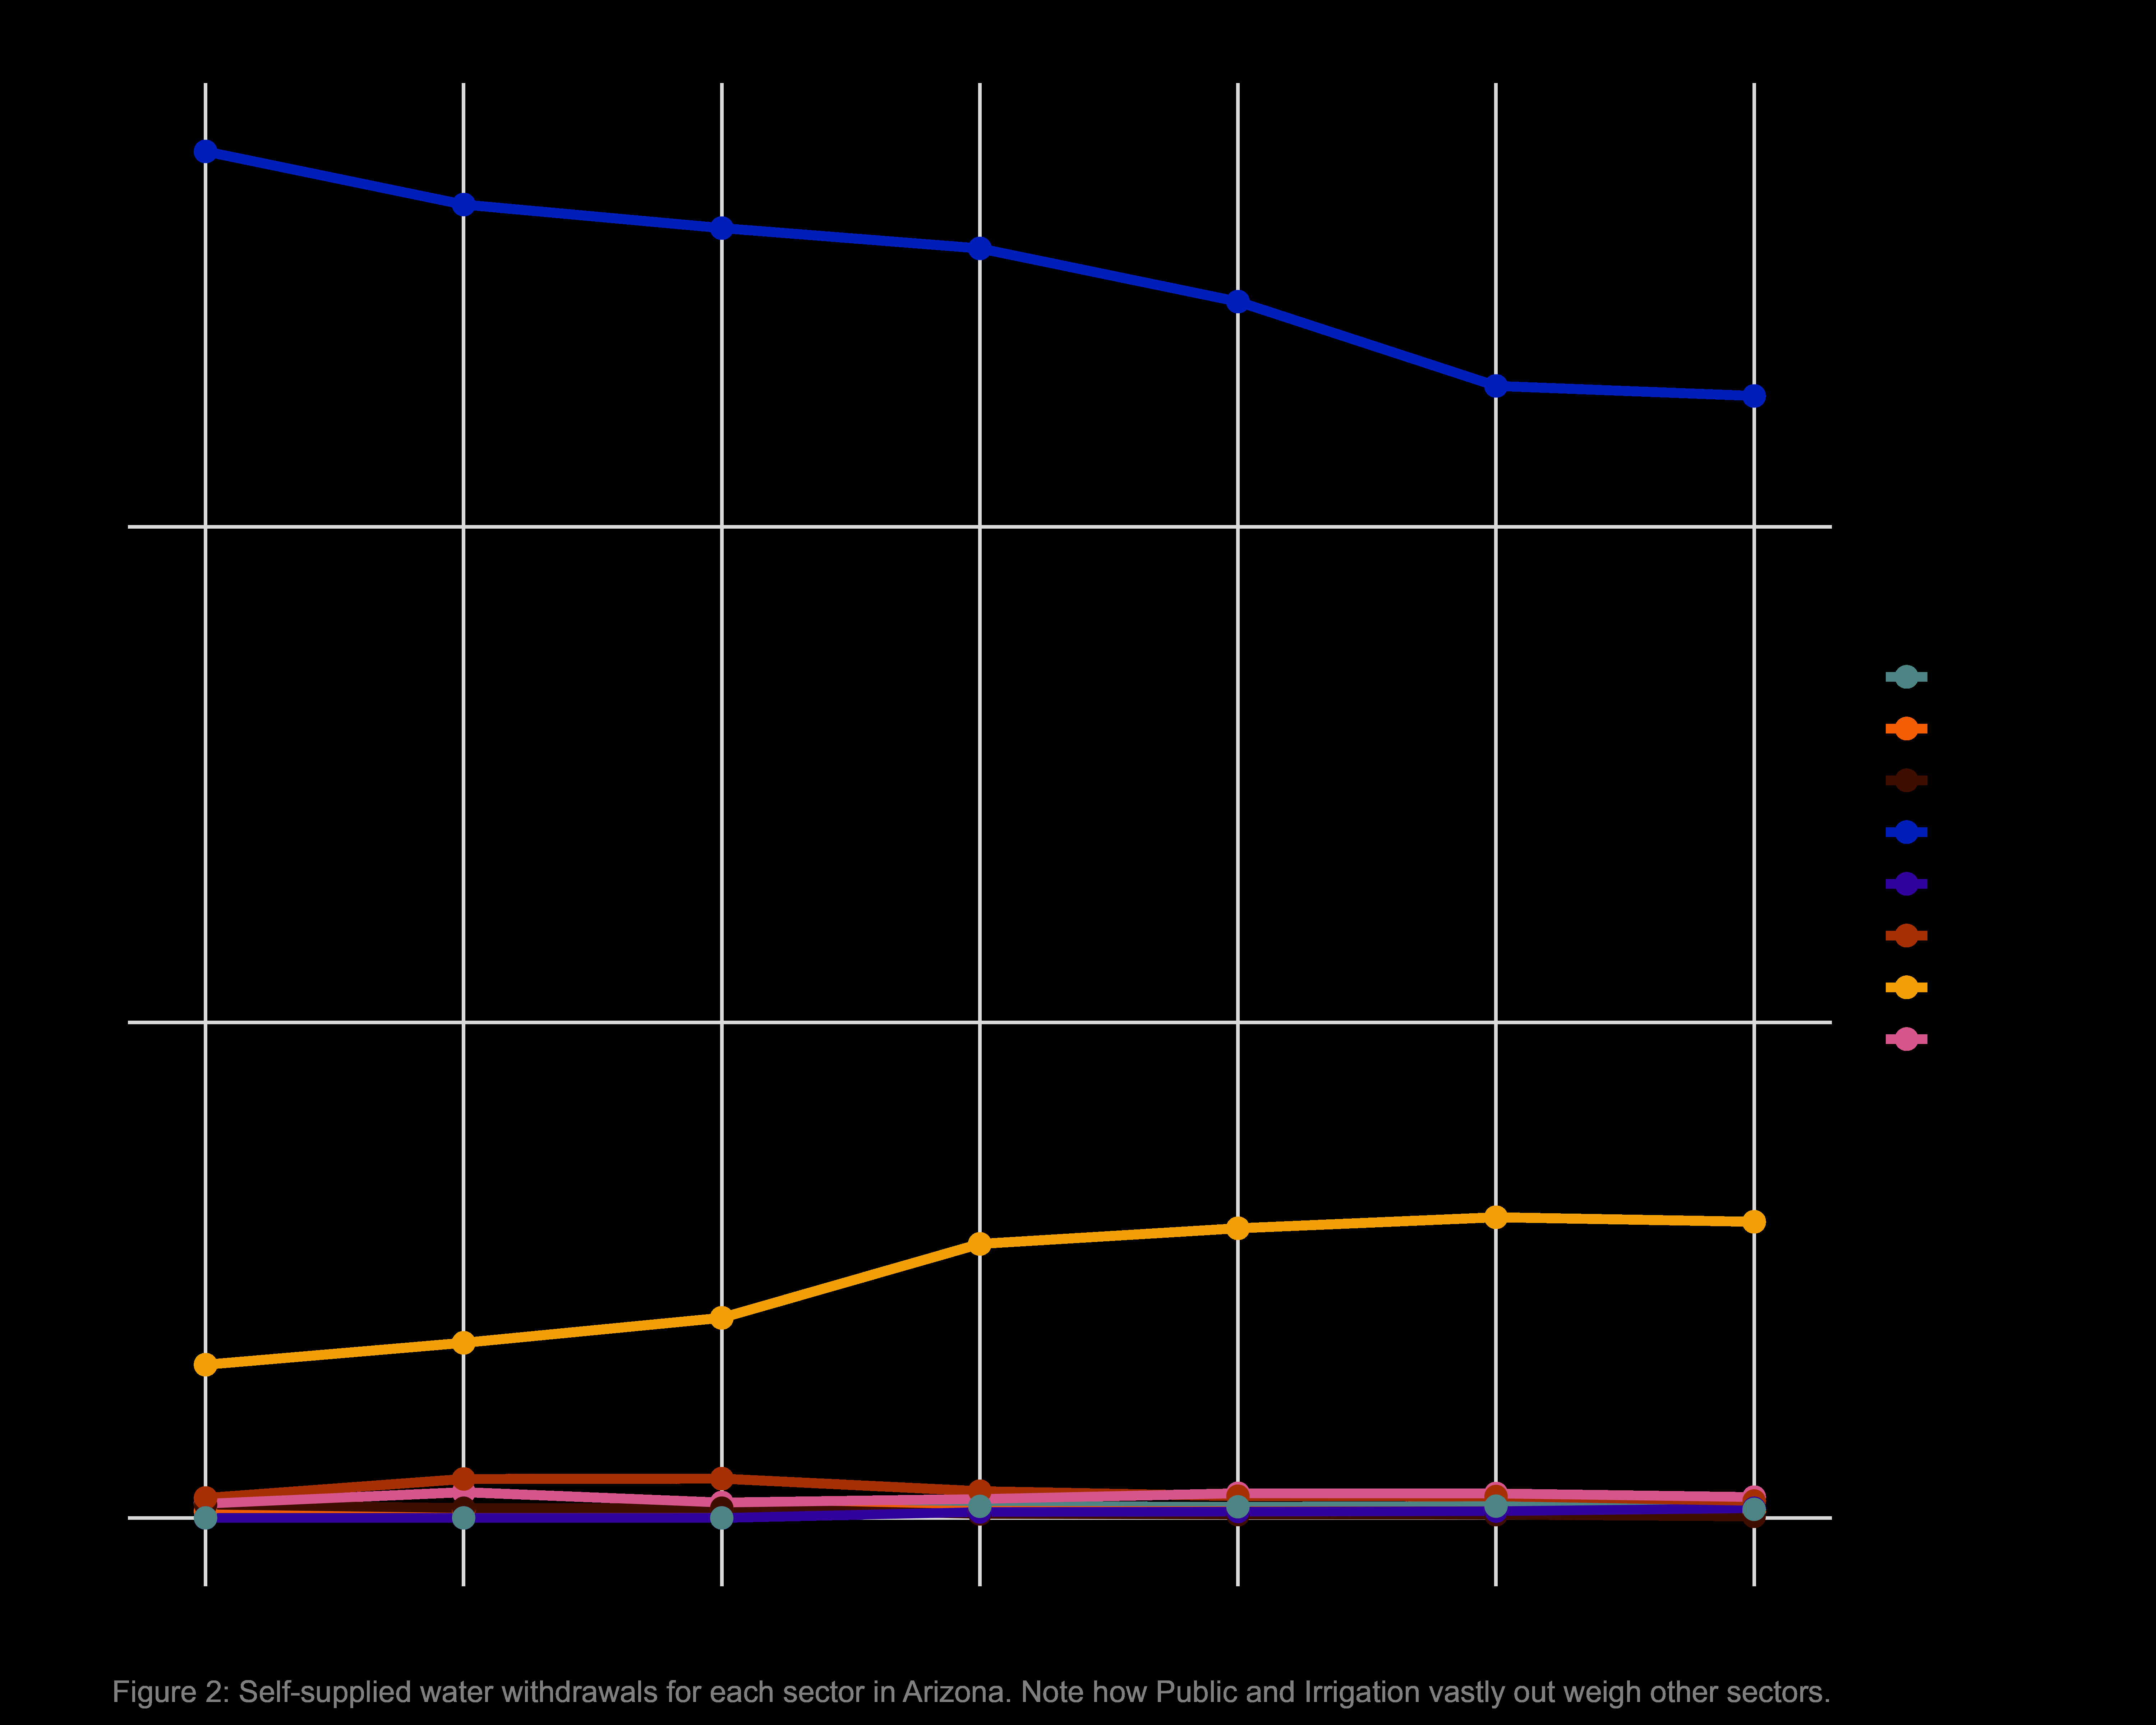 Figure 2: Self-supplied water withdrawals for each sector in Arizona. Note how Public and Irrigation vastly out weigh other sectors.